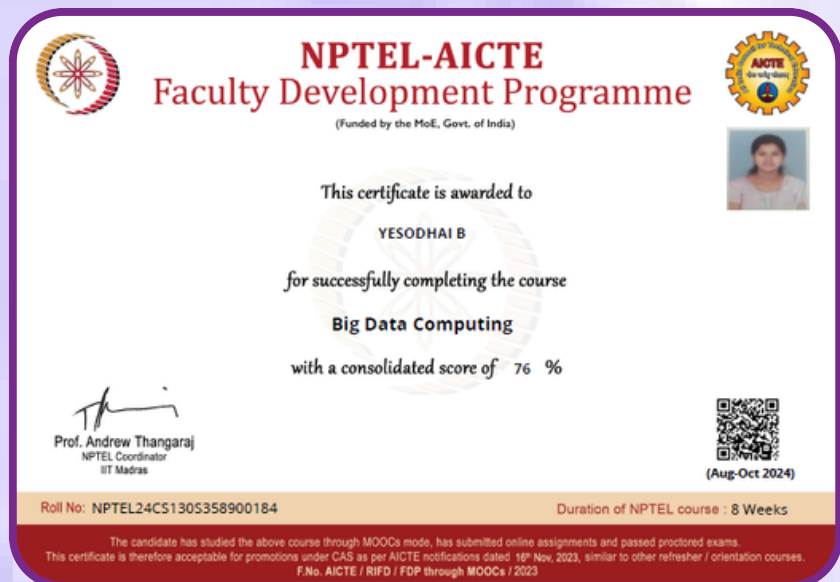 NPTEL-AICTE
Faculty Development Programme
(Funded by the MoE, Govt. of India)
AICTE
This certificate is awarded to
YESODHAI B
for successfully completing the course
Big Data Computing
with a consolidated score of 76 %
Prof. Andrew Thangaraj
NPTEL Coordinator
IIT Madras
(Aug-Oct 2024)
Roll No: NPTEL24CS130S358900184
Duration of NPTEL course : 8 Weeks
The candidate has studied the above course through MOOCs mode, has submitted online assignments and passed proctored exams.
This certificate is therefore acceptable for promotions under CAS as per AICTE notifications dated 16th Nov, 2023, similar to other refresher / orientation courses.
F.No. AICTE / RIFD / FDP through MOOCs / 2023